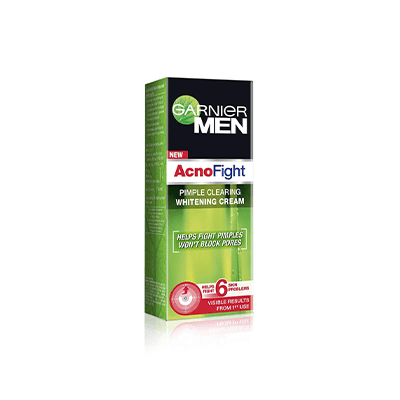 GARNIER
MEN
NEW
AcnoFight
PIMPLE CLEARING
WHITENING CREAM
HELPS FIGHT PIMPLES
WON'T BLOCK PORES
HELPS FIGHT 6 SKIN PROBLEMS
VISIBLE RESULTS
FROM 1ST USE